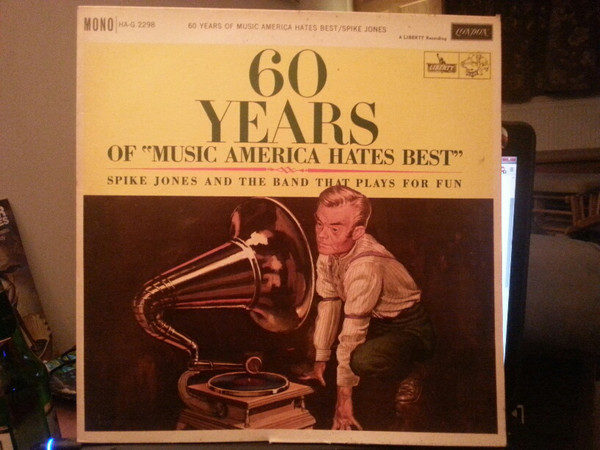 MONO HA-G 2298 60 YEARS OF MUSIC AMERICA HATES BEST/SPIKE JONES LONDON
A LIBERTY Recording
LIBERTY
60
YEARS
OF "MUSIC AMERICA HATES BEST"
SPIKE JONES AND THE BAND THAT PLAYS FOR FUN